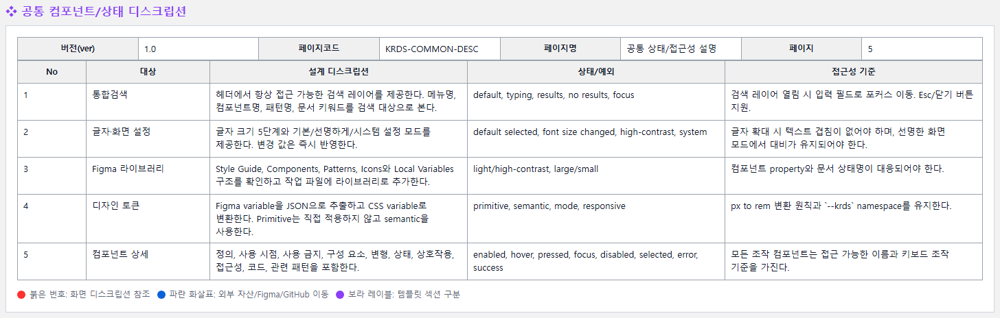 공통 컴포넌트/상태 디스크립션
버전(ver) 1.0 페이지코드 KRDS-COMMON-DESC 페이지명 공통 상태/접근성 설명 페이지 5
No 대상 설계 디스크립션 상태/예외 접근성 기준
1 통합검색 헤더에서 항상 접근 가능한 검색 레이어를 제공한다. 메뉴명, default, typing, results, no results, focus 검색 레이어 열림 시 입력 필드로 포커스 이동. Esc/닫기 버튼
컴포넌트명, 패턴명, 문서 키워드를 검색 대상으로 본다. 지원.
2 글자·화면 설정 글자 크기 5단계와 기본/선명하게/시스템 설정 모드를 default selected, font size changed, high-contrast, system 글자 확대 시 텍스트 겹침이 없어야 하며, 선명한 화면
제공한다. 변경 값은 즉시 반영한다. 모드에서 대비가 유지되어야 한다.
3 Figma 라이브러리 Style Guide, Components, Patterns, Icons와 Local Variables light/high-contrast, large/small 컴포넌트 property와 문서 상태명이 대응되어야 한다.
구조를 확인하고 작업 파일에 라이브러리로 추가한다.
4 디자인 토큰 Figma variable을 JSON으로 추출하고 CSS variable로 primitive, semantic, mode, responsive px to rem 변환 원칙과 `--krds` namespace를 유지한다.
변환한다. Primitive는 직접 적용하지 않고 semantic을
사용한다.
5 컴포넌트 상세 정의, 사용 시점, 사용 금지, 구성 요소, 변형, 상태, 상호작용, enabled, hover, pressed, focus, disabled, selected, error, 모든 조작 컴포넌트는 접근 가능한 이름과 키보드 조작
접근성, 코드, 관련 패턴을 포함한다. success 기준을 가진다.
붉은 번호: 화면 디스크립션 참조 파란 화살표: 외부 자산/Figma/GitHub 이동 보라 레이블: 템플릿 섹션 구분